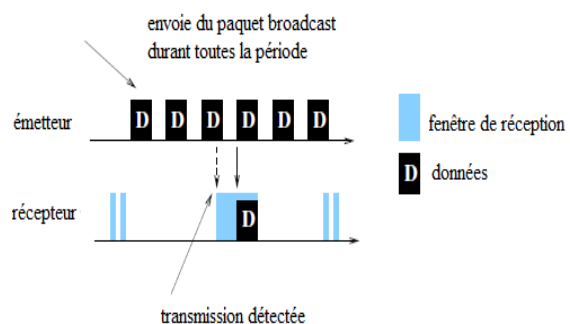 envoie du paquet broadcast
durant toutes la période
émetteur
D D D D D D
fenêtre de réception
D données
récepteur
D
transmission détectée